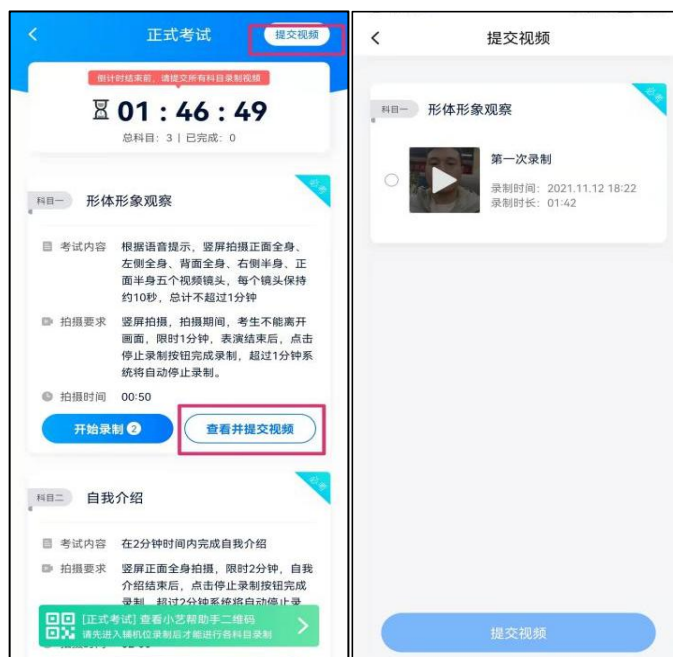 正式考试
提交视频
倒计时结束前，请提交所有科目录制视频
01 : 46 : 49
总科目：3 | 已完成：0
必考
科目一 形体形象观察
考试内容 根据语音提示，竖屏拍摄正面全身、
左侧全身、背面全身、右侧半身、正
面半身五个视频镜头，每个镜头保持
约10秒，总计不超过1分钟
拍摄要求 竖屏拍摄，拍摄期间，考生不能离开
画面，限时1分钟，表演结束后，点击
停止录制按钮完成录制，超过1分钟系
统将自动停止录制。
拍摄时间 00:50
开始录制 2
查看并提交视频
必考
科目二 自我介绍
考试内容 在2分钟时间内完成自我介绍
拍摄要求 竖屏正面全身拍摄，限时2分钟，自我
介绍结束后，点击停止录制按钮完成
录制，超过2分钟系统将自动停止录
[正式考试] 查看小艺帮助手二维码
请先进入辅机位录制后才能进行各科目录制
提交视频
必考
科目一 形体形象观察
第一次录制
录制时间：2021.11.12 18:22
录制时长：01:42
提交视频